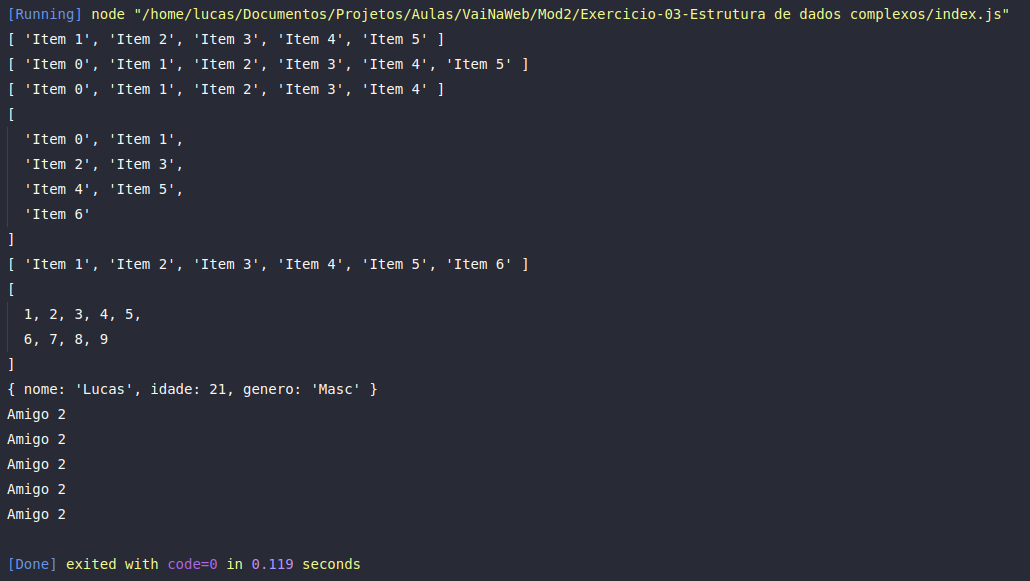 [Running] node "/home/lucas/Documentos/Projetos/Aulas/VaiNaWeb/Mod2/Exercicio-03-Estrutura de dados complexos/index.js"
[ 'Item 1', 'Item 2', 'Item 3', 'Item 4', 'Item 5' ]
[ 'Item 0', 'Item 1', 'Item 2', 'Item 3', 'Item 4', 'Item 5' ]
[ 'Item 0', 'Item 1', 'Item 2', 'Item 3', 'Item 4' ]
[
  'Item 0', 'Item 1',
  'Item 2', 'Item 3',
  'Item 4', 'Item 5',
  'Item 6'
]
[ 'Item 1', 'Item 2', 'Item 3', 'Item 4', 'Item 5', 'Item 6' ]
[
  1, 2, 3, 4, 5,
  6, 7, 8, 9
]
{ nome: 'Lucas', idade: 21, genero: 'Masc' }
Amigo 2
Amigo 2
Amigo 2
Amigo 2
Amigo 2
[Done] exited with code=0 in 0.119 seconds